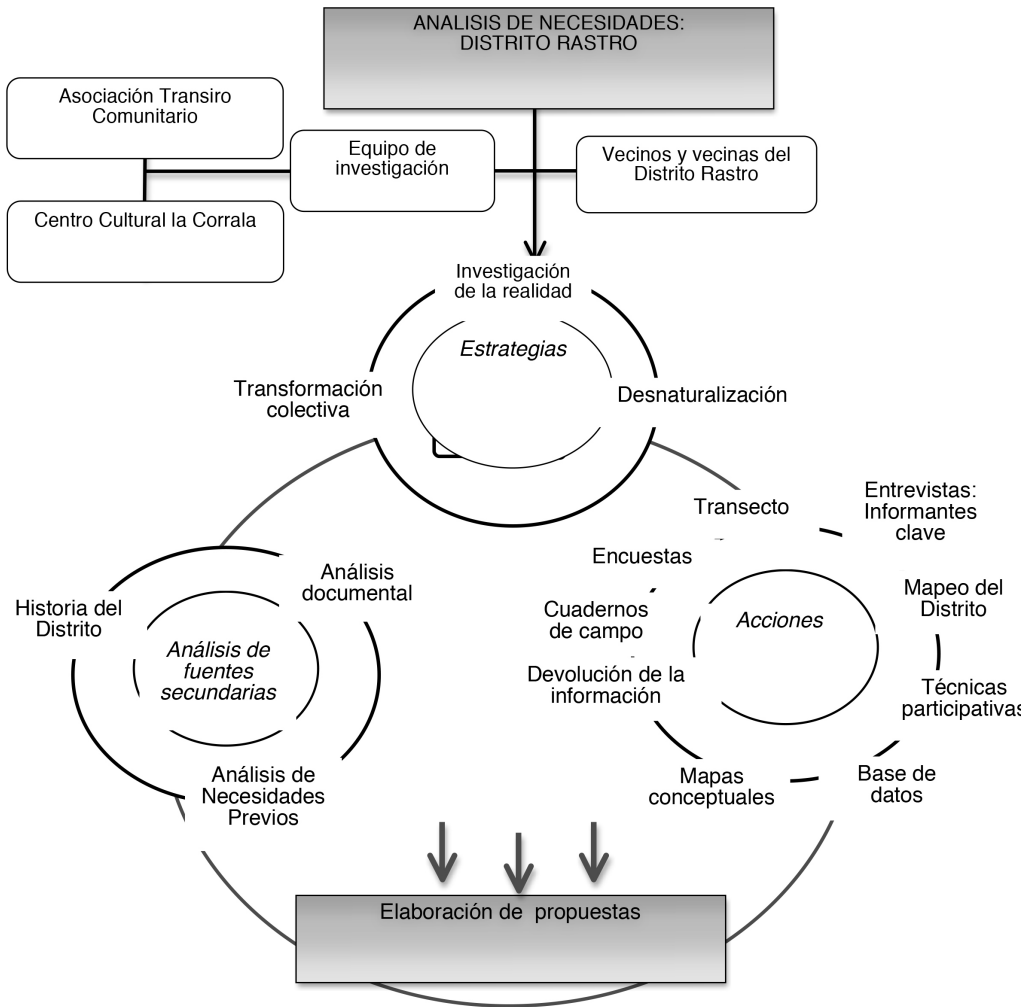 ANALISIS DE NECESIDADES:
DISTRITO RASTRO
Asociación Transiro
Comunitario
Equipo de
investigación
Vecinos y vecinas del
Distrito Rastro
Centro Cultural la Corrala
Investigación
de la realidad
Estrategias
Transformación
colectiva
Desnaturalización
Transecto
Entrevistas:
Informantes
clave
Encuestas
Mapeo del
Distrito
Cuadernos
de campo
Acciones
Devolución de la
información
Técnicas
participativas
Mapas
conceptuales
Base de
datos
Análisis
documental
Historia del
Distrito
Análisis de
fuentes
secundarias
Análisis de
Necesidades
Previos
Elaboración de propuestas